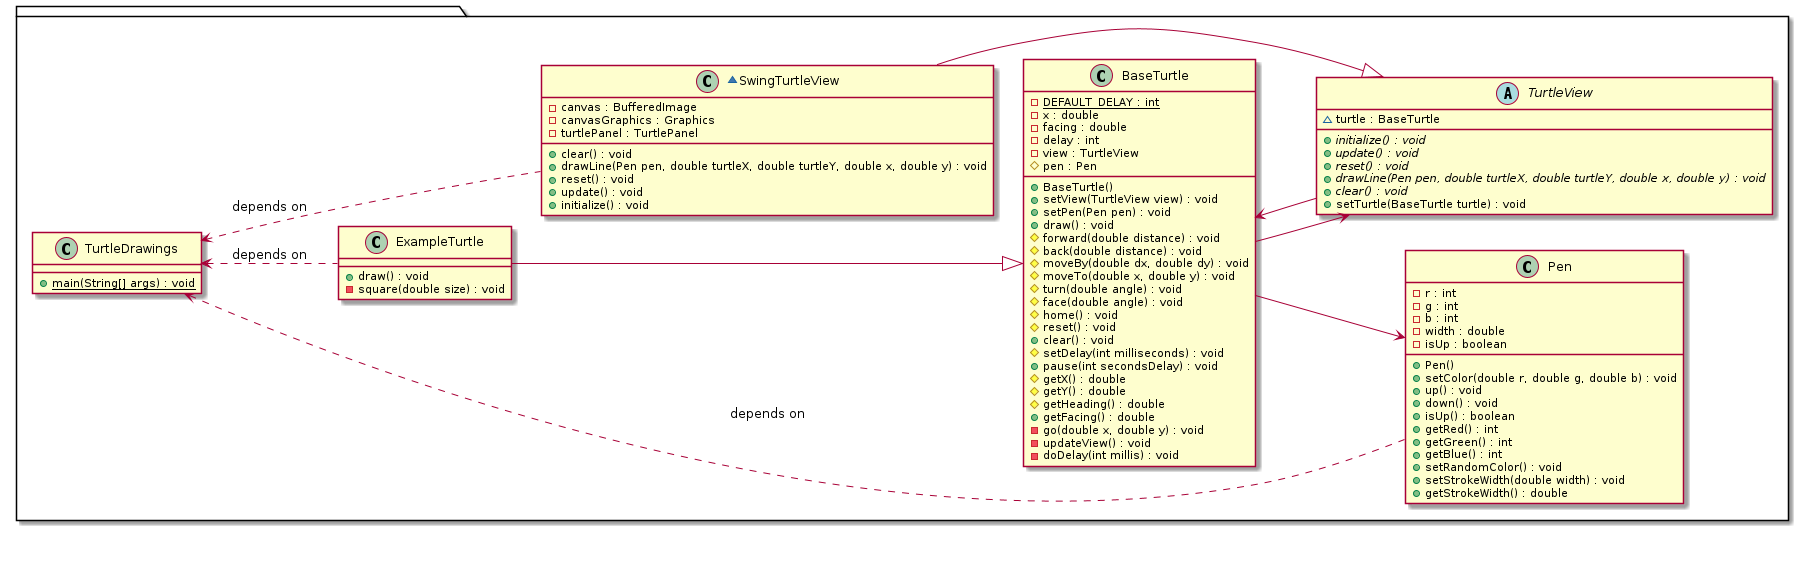 C SwingTurtleView
canvas : BufferedImage
canvasGraphics : Graphics
turtlePanel : TurtlePanel
clear() : void
drawLine(Pen pen, double turtleX, double turtleY, double x, double y) : void
reset() : void
update() : void
initialize() : void
C BaseTurtle
DEFAULT_DELAY : int
x : double
facing : double
delay : int
view : TurtleView
pen : Pen
BaseTurtle()
setView(TurtleView view) : void
setPen(Pen pen) : void
draw() : void
forward(double distance) : void
back(double distance) : void
moveBy(double dx, double dy) : void
moveTo(double x, double y) : void
turn(double angle) : void
face(double angle) : void
home() : void
reset() : void
clear() : void
setDelay(int milliseconds) : void
pause(int secondsDelay) : void
getX() : double
getY() : double
getHeading() : double
getFacing() : double
go(double x, double y) : void
updateView() : void
doDelay(int millis) : void
A TurtleView
turtle : BaseTurtle
initialize() : void
update() : void
reset() : void
drawLine(Pen pen, double turtleX, double turtleY, double x, double y) : void
clear() : void
setTurtle(BaseTurtle turtle) : void
depends on
C TurtleDrawings
main(String[] args) : void
depends on
C ExampleTurtle
draw() : void
square(double size) : void
C Pen
r : int
g : int
b : int
width : double
isUp : boolean
Pen()
setColor(double r, double g, double b) : void
up() : void
down() : void
isUp() : boolean
getRed() : int
getGreen() : int
getBlue() : int
setRandomColor() : void
setStrokeWidth(double width) : void
getStrokeWidth() : double
depends on